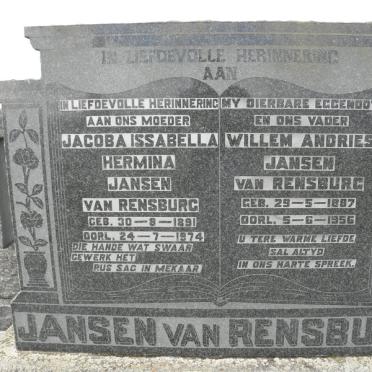 IN LIEFDEVOLLE HERINNERING
AAN
IN LIEFDEVOLLE HERINNERING
AAN ONS MOEDER
JACOBA ISSABELLA
HERMINA
JANSEN
VAN RENSBURG
GEB. 30-8-1891
OORL. 24-7-1974
DIE HANDE WAT SWAAR
GEWERK HET
RUS SAG IN MEKAAR
MY DIERBARE EGGENOOT
EN ONS VADER
WILLEM ANDRIES
JANSEN
VAN RENSBURG
GEB. 29-5-1887
OORL. 5-6-1956
U TERE WARME LIEFDE
SAL ALTYD
IN ONS HARTE SPREEK.
JANSEN VAN RENSBU